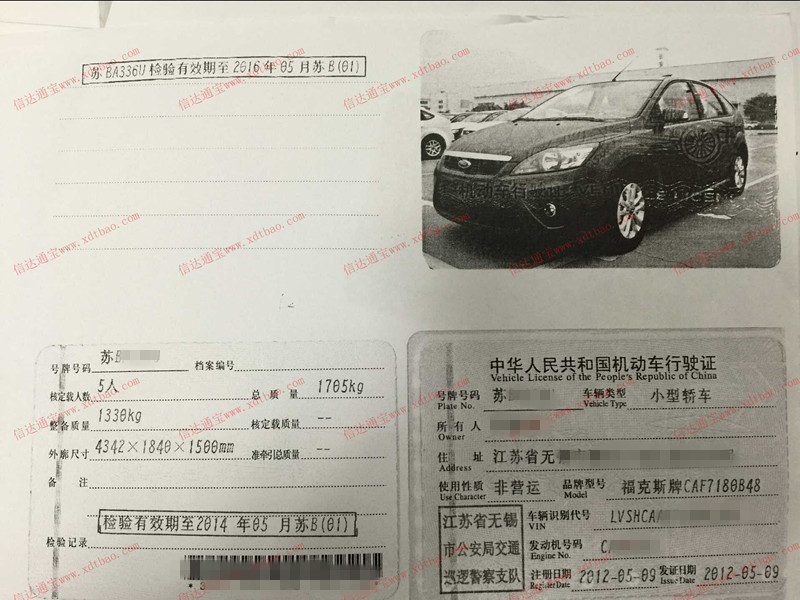 苏BA336U检验有效期至2016年05月苏B(01)
号牌号码 苏B 档案编号
核定载人数 5人 总质量 1705kg
整备质量 1330kg 核定载质量 --
外廓尺寸 4342×1840×1500mm 准牵引总质量 --
备注
检验有效期至2014年05月苏B(01)
检验记录
中华人民共和国机动车行驶证
Vehicle License of the People's Republic of China
号牌号码 苏 车辆类型 小型轿车
Plate No. Vehicle Type
所有人
Owner
住址 江苏省无
Address
使用性质 非营运 品牌型号 福克斯牌CAF7180B48
Use Character Model
江苏省无锡
市公安局交通
巡逻警察支队
车辆识别代号 LVSHCA
VIN
发动机号码 C
Engine No.
注册日期 2012-05-09 发证日期 2012-05-09
Register Date Issue Date
信达通宝www.xdtbao.com